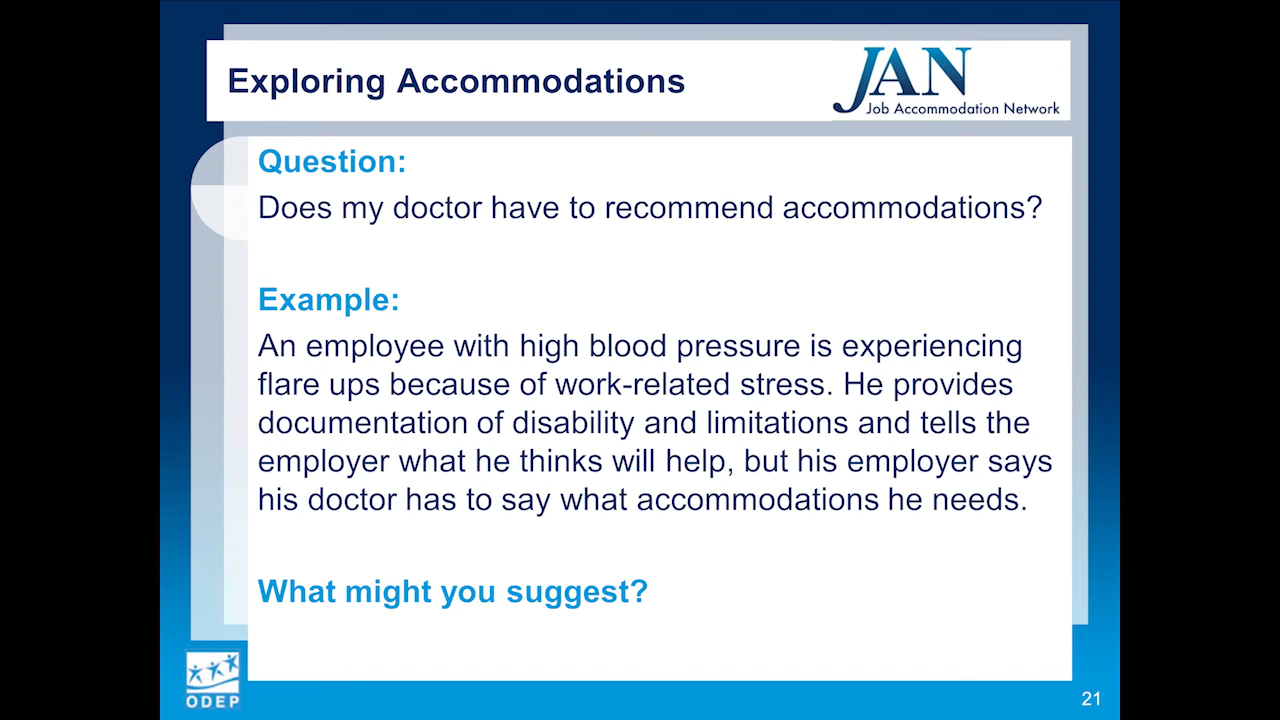 Exploring Accommodations
JAN
Job Accommodation Network
Question:
Does my doctor have to recommend accommodations?
Example:
An employee with high blood pressure is experiencing
flare ups because of work-related stress. He provides
documentation of disability and limitations and tells the
employer what he thinks will help, but his employer says
his doctor has to say what accommodations he needs.
What might you suggest?
ODEP
21